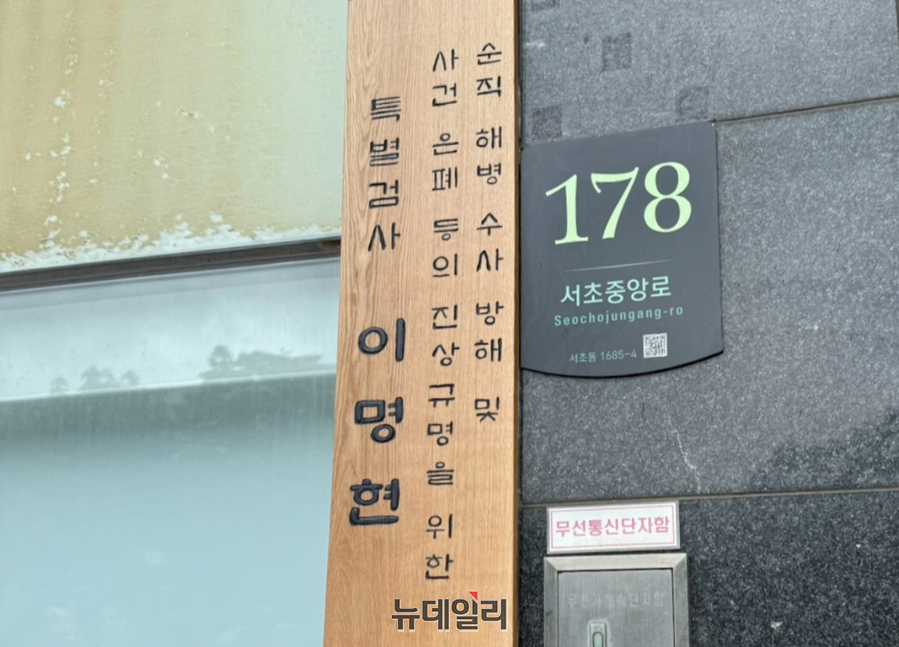 순직 해병 수사 방해 및
사건 은폐 등의 진상규명을 위한
특별검사 이명현
178
서초중앙로
Seochojungang-ro
서초동 1685-4
무선통신단자함
뉴데일리